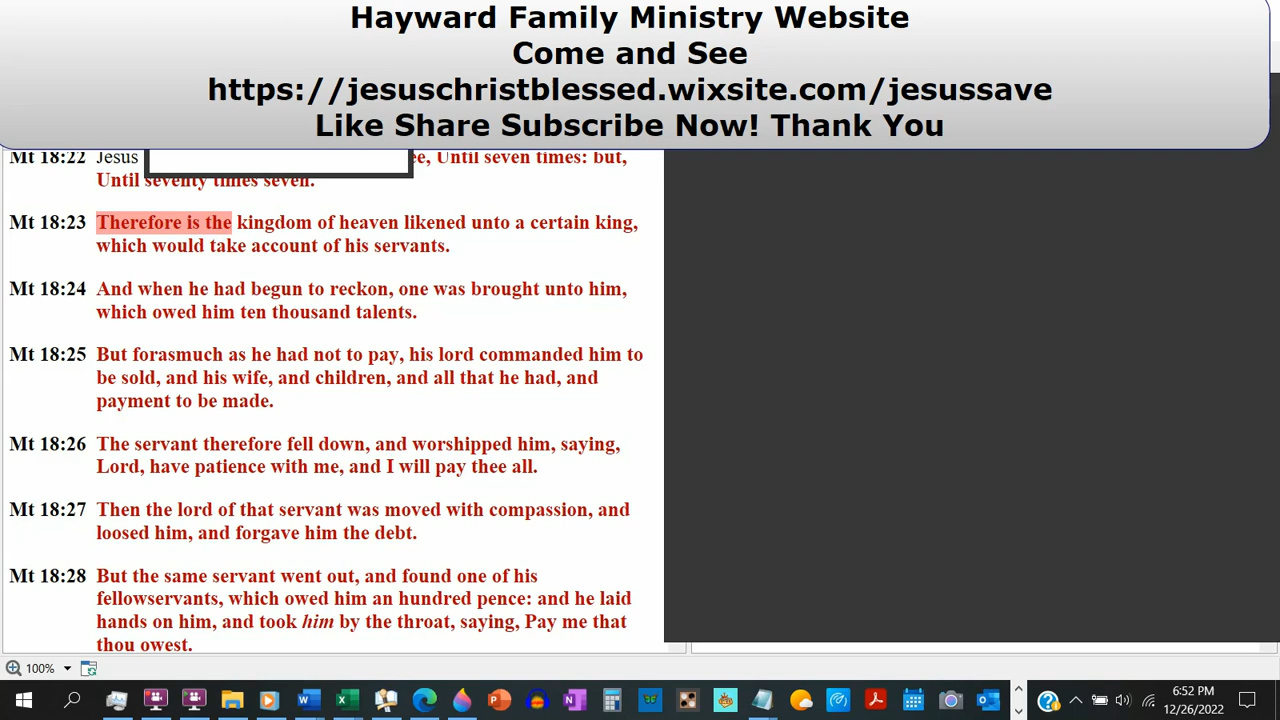 Hayward Family Ministry Website
Come and See
https://jesuschristblessed.wixsite.com/jesussave
Like Share Subscribe Now! Thank You
Mt 18:22 Jesus ee, Until seven times: but,
Until seventy times seven.
Mt 18:23 Therefore is the kingdom of heaven likened unto a certain king,
which would take account of his servants.
Mt 18:24 And when he had begun to reckon, one was brought unto him,
which owed him ten thousand talents.
Mt 18:25 But forasmuch as he had not to pay, his lord commanded him to
be sold, and his wife, and children, and all that he had, and
payment to be made.
Mt 18:26 The servant therefore fell down, and worshipped him, saying,
Lord, have patience with me, and I will pay thee all.
Mt 18:27 Then the lord of that servant was moved with compassion, and
loosed him, and forgave him the debt.
Mt 18:28 But the same servant went out, and found one of his
fellowservants, which owed him an hundred pence: and he laid
hands on him, and took him by the throat, saying, Pay me that
thou owest.
100%
6:52 PM
12/26/2022